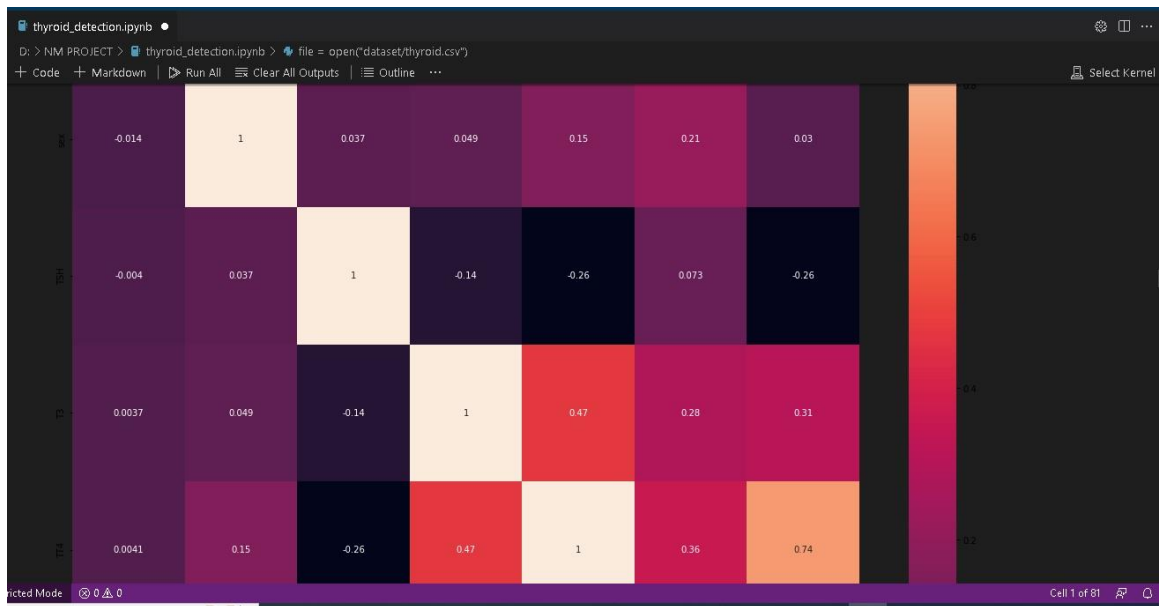 thyroid_detection.ipynb
D: > NM PROJECT > thyroid_detection.ipynb > file = open("dataset/thyroid.csv")
+ Code + Markdown | Run All Clear All Outputs | Outline ... Select Kernel
0.8
sex -0.014 1 0.037 0.049 0.15 0.21 0.03
0.6
TSH -0.004 0.037 1 -0.14 -0.26 0.073 -0.26
0.4
T3 0.0037 0.049 -0.14 1 0.47 0.28 0.31
TT4 0.0041 0.15 -0.26 0.47 1 0.36 0.74
0.2
ricted Mode 0 0 Cell 1 of 81